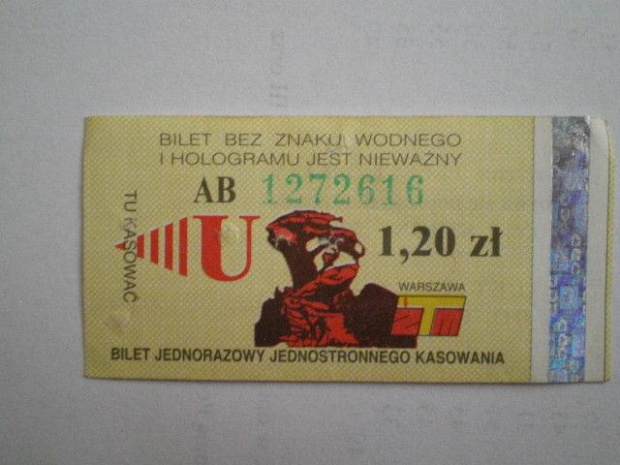 BILET BEZ ZNAKU WODNEGO
I HOLOGRAMU JEST NIEWAŻNY
AB 1272616
TU KASOWAĆ
U
1,20 zł
WARSZAWA
ZTM
BILET JEDNORAZOWY JEDNOSTRONNEGO KASOWANIA